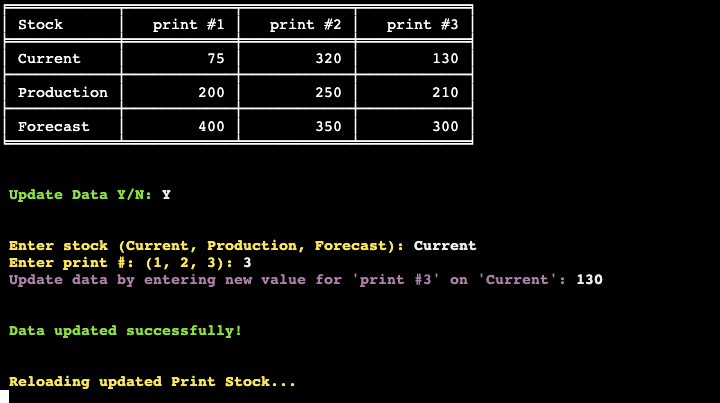 Stock print #1 print #2 print #3
Current 75 320 130
Production 200 250 210
Forecast 400 350 300
Update Data Y/N: Y
Enter stock (Current, Production, Forecast): Current
Enter print #: (1, 2, 3): 3
Update data by entering new value for 'print #3' on 'Current': 130
Data updated successfully!
Reloading updated Print Stock...